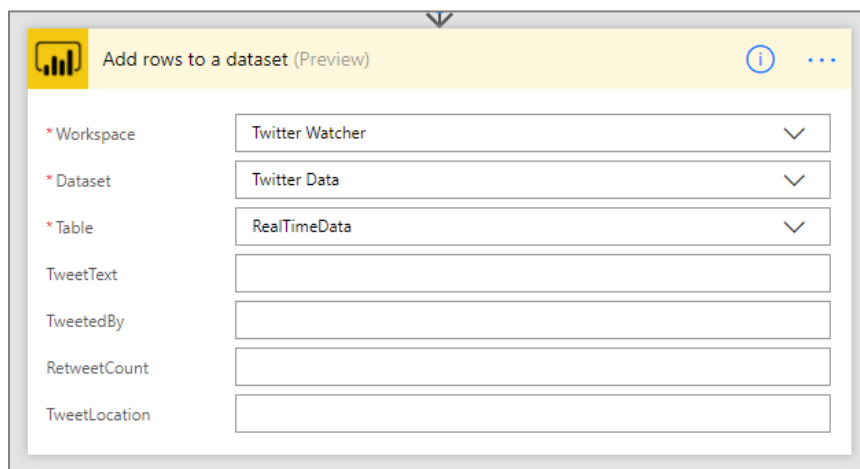 Add rows to a dataset (Preview)
* Workspace Twitter Watcher
* Dataset Twitter Data
* Table RealTimeData
TweetText
TweetedBy
RetweetCount
TweetLocation